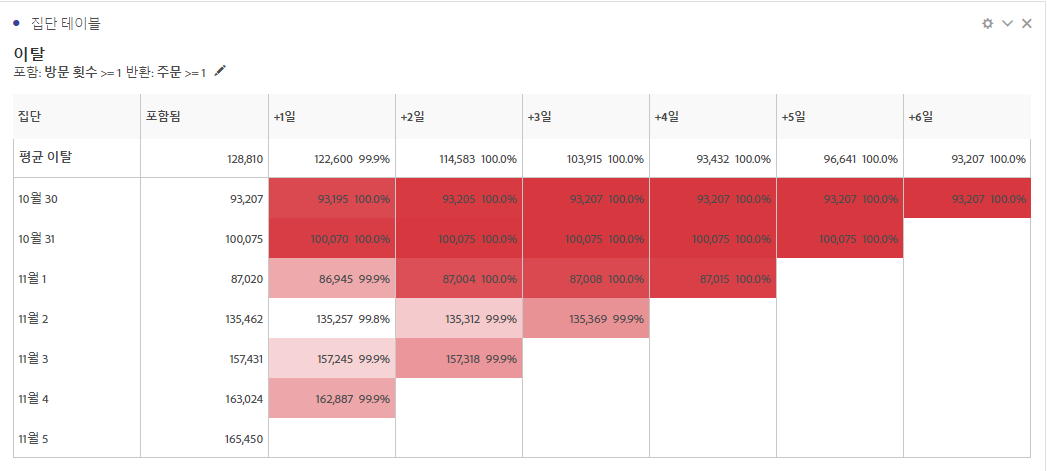 집단 테이블
이탈
포함: 방문 횟수 >= 1 반환: 주문 >= 1
집단 포함됨 +1일 +2일 +3일 +4일 +5일 +6일
평균 이탈 128,810 122,600 99.9% 114,583 100.0% 103,915 100.0% 93,432 100.0% 96,641 100.0% 93,207 100.0%
10월 30 93,207 93,195 100.0% 93,205 100.0% 93,207 100.0% 93,207 100.0% 93,207 100.0% 93,207 100.0%
10월 31 100,075 100,070 100.0% 100,075 100.0% 100,075 100.0% 100,075 100.0% 100,075 100.0%
11월 1 87,020 86,945 99.9% 87,004 100.0% 87,008 100.0% 87,015 100.0%
11월 2 135,462 135,257 99.8% 135,312 99.9% 135,369 99.9%
11월 3 157,431 157,245 99.9% 157,318 99.9%
11월 4 163,024 162,887 99.9%
11월 5 165,450